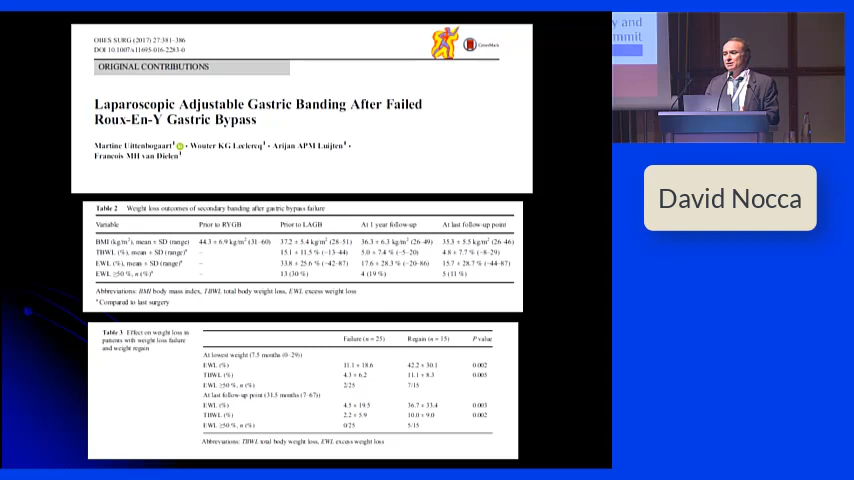 OBES SURG (2017) 27:381–386
DOI 10.1007/s11695-016-2283-0
CrossMark
ORIGINAL CONTRIBUTIONS
Laparoscopic Adjustable Gastric Banding After Failed
Roux-En-Y Gastric Bypass
Martine Uittenbogaart1 • Wouter KG Leclercq1 • Arijan APM Luijten1 •
Francois MH van Dielen1
Table 2 Weight loss outcomes of secondary banding after gastric bypass failure
Variable Prior to RYGB Prior to LAGB At 1 year follow-up At last follow-up point
BMI (kg/m2), mean ± SD (range) 44.3 ± 6.9 kg/m2 (31–60) 37.2 ± 5.4 kg/m2 (28–51) 36.3 ± 6.3 kg/m2 (26–49) 35.3 ± 5.5 kg/m2 (26–46)
TBWL (%), mean ± SD (range)a – 15.1 ± 11.5 % (−13–44) 5.0 ± 7.4 % (−5–20) 4.8 ± 7.7 % (−8–29)
EWL (%), mean ± SD (range)a – 33.8 ± 25.6 % (−42–87) 17.6 ± 28.3 % (−20–86) 15.7 ± 28.7 % (−44–87)
EWL ≥50 %, n (%)b – 13 (30 %) 4 (19 %) 5 (11 %)
Abbreviations: BMI body mass index, TBWL total body weight loss, EWL excess weight loss
a Compared to last surgery
Table 3 Effect on weight loss in
patients with weight loss failure
and weight regain
Failure (n = 25) Regain (n = 15) P value
At lowest weight (7.5 months (0–29))
EWL (%) 11.1 ± 18.6 42.2 ± 30.1 0.002
TBWL (%) 4.3 ± 6.2 11.1 ± 8.3 0.005
EWL ≥50 %, n (%) 2/25 7/15
At last follow-up point (31.5 months (7–67))
EWL (%) 4.5 ± 19.5 36.7 ± 33.4 0.003
TBWL (%) 2.2 ± 5.9 10.0 ± 9.0 0.002
EWL ≥50 %, n (%) 0/25 5/15
Abbreviations: TBWL total body weight loss, EWL excess weight loss
y and
mmit
David Nocca